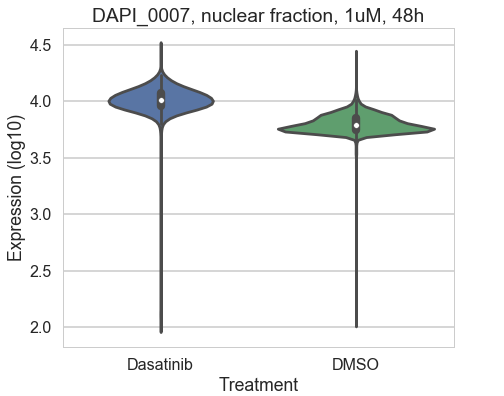 DAPI_0007, nuclear fraction, 1uM, 48h
4.5
4.0
3.5
3.0
2.5
2.0
Expression (log10)
Dasatinib DMSO
Treatment